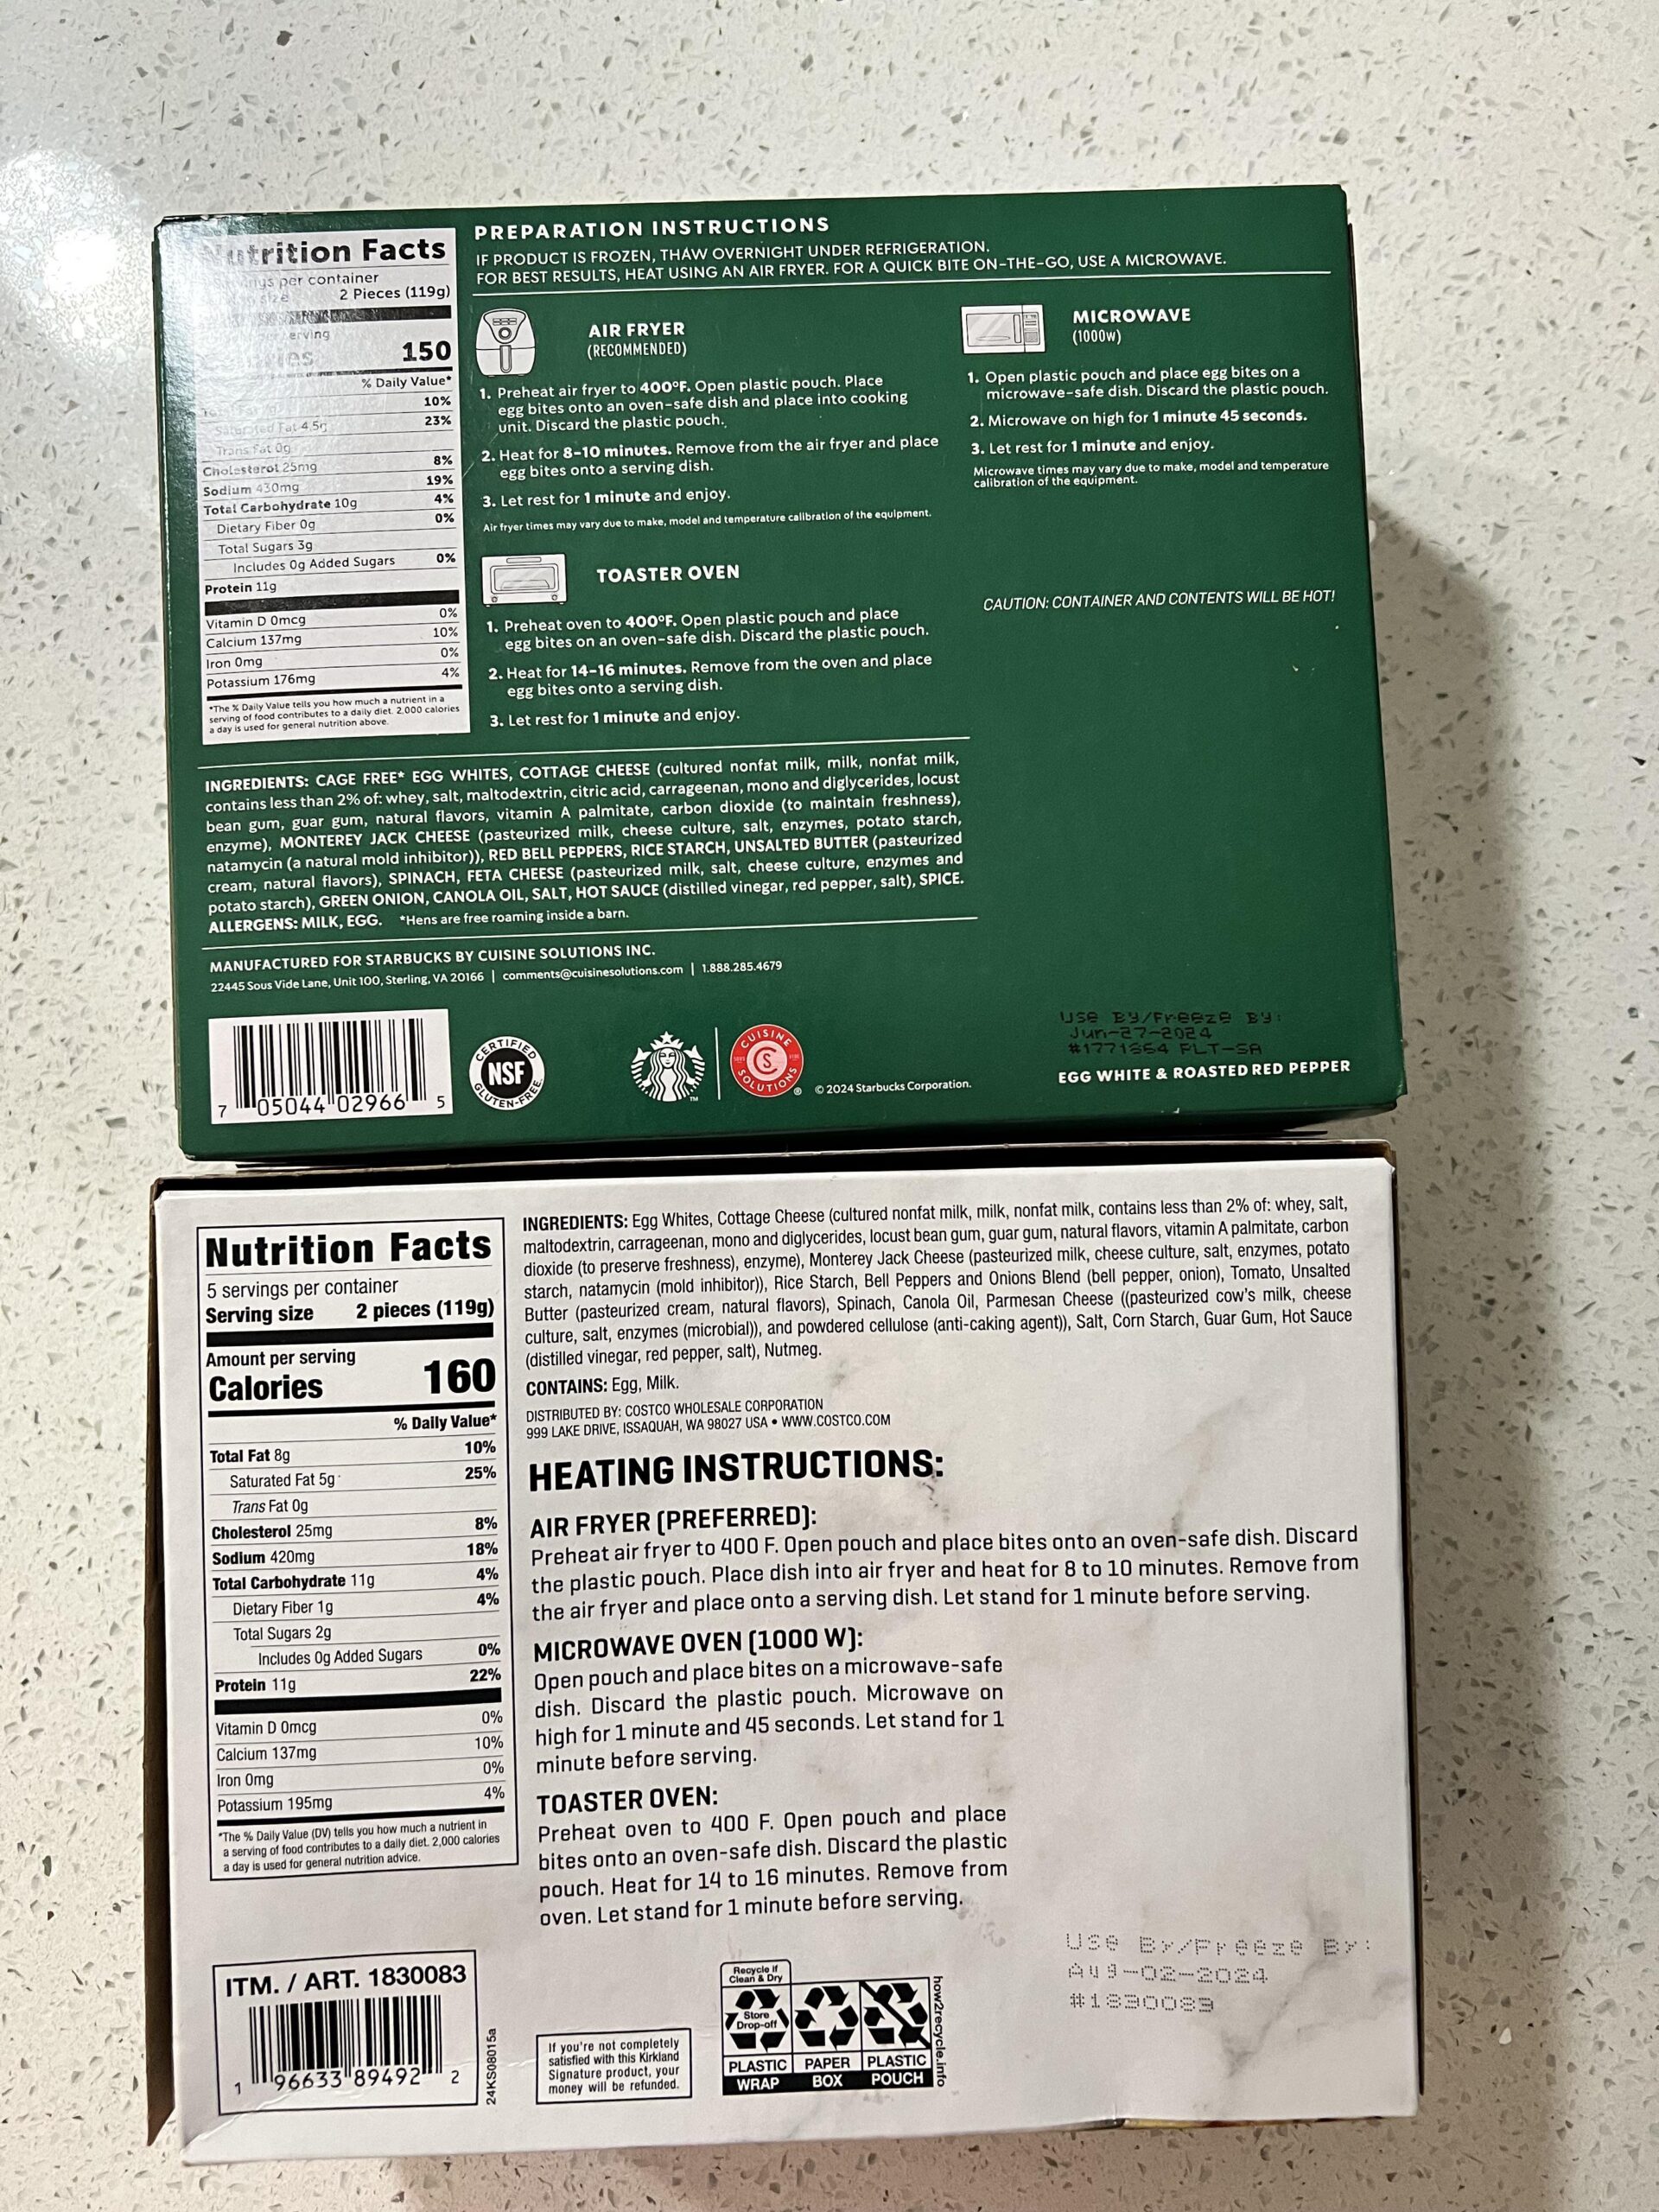 Nutrition Facts
per container
size 2 Pieces (119g)
erving
150
% Daily Value*
10%
Saturated Fat 4.5g 23%
Trans Fat 0g
Cholesterol 25mg 8%
Sodium 430mg 19%
Total Carbohydrate 10g 4%
Dietary Fiber 0g 0%
Total Sugars 3g
Includes 0g Added Sugars 0%
Protein 11g
Vitamin D 0mcg 0%
Calcium 137mg 10%
Iron 0mg 0%
Potassium 176mg 4%
*The % Daily Value tells you how much a nutrient in a
serving of food contributes to a daily diet. 2,000 calories
a day is used for general nutrition above.
PREPARATION INSTRUCTIONS
IF PRODUCT IS FROZEN, THAW OVERNIGHT UNDER REFRIGERATION.
FOR BEST RESULTS, HEAT USING AN AIR FRYER. FOR A QUICK BITE ON-THE-GO, USE A MICROWAVE.
AIR FRYER
(RECOMMENDED)
1. Preheat air fryer to 400°F. Open plastic pouch. Place
egg bites onto an oven-safe dish and place into cooking
unit. Discard the plastic pouch.
2. Heat for 8-10 minutes. Remove from the air fryer and place
egg bites onto a serving dish.
3. Let rest for 1 minute and enjoy.
Air fryer times may vary due to make, model and temperature calibration of the equipment.
TOASTER OVEN
1. Preheat oven to 400°F. Open plastic pouch and place
egg bites on an oven-safe dish. Discard the plastic pouch.
2. Heat for 14-16 minutes. Remove from the oven and place
egg bites onto a serving dish.
3. Let rest for 1 minute and enjoy.
MICROWAVE
(1000w)
1. Open plastic pouch and place egg bites on a
microwave-safe dish. Discard the plastic pouch.
2. Microwave on high for 1 minute 45 seconds.
3. Let rest for 1 minute and enjoy.
Microwave times may vary due to make, model and temperature
calibration of the equipment.
CAUTION: CONTAINER AND CONTENTS WILL BE HOT!
INGREDIENTS: CAGE FREE* EGG WHITES, COTTAGE CHEESE (cultured nonfat milk, milk, nonfat milk,
contains less than 2% of: whey, salt, maltodextrin, citric acid, carrageenan, mono and diglycerides, locust
bean gum, guar gum, natural flavors, vitamin A palmitate, carbon dioxide (to maintain freshness),
enzyme), MONTEREY JACK CHEESE (pasteurized milk, cheese culture, salt, enzymes, potato starch,
natamycin (a natural mold inhibitor)), RED BELL PEPPERS, RICE STARCH, UNSALTED BUTTER (pasteurized
cream, natural flavors), SPINACH, FETA CHEESE (pasteurized milk, salt, cheese culture, enzymes and
potato starch), GREEN ONION, CANOLA OIL, SALT, HOT SAUCE (distilled vinegar, red pepper, salt), SPICE.
ALLERGENS: MILK, EGG. *Hens are free roaming inside a barn.
MANUFACTURED FOR STARBUCKS BY CUISINE SOLUTIONS INC.
22445 Sous Vide Lane, Unit 100, Sterling, VA 20166 | comments@cuisinesolutions.com | 1.888.285.4679
7 05044 02966 5
CERTIFIED
NSF
GLUTEN-FREE
TM
CUISINE
CS
SOLUTIONS
®
© 2024 Starbucks Corporation.
Use By/Freeze By:
Jun-27-2024
#1771664 PLT-SA
EGG WHITE & ROASTED RED PEPPER
Nutrition Facts
5 servings per container
Serving size 2 pieces (119g)
Amount per serving
Calories 160
% Daily Value*
Total Fat 8g 10%
Saturated Fat 5g 25%
Trans Fat 0g
Cholesterol 25mg 8%
Sodium 420mg 18%
Total Carbohydrate 11g 4%
Dietary Fiber 1g 4%
Total Sugars 2g
Includes 0g Added Sugars 0%
Protein 11g 22%
Vitamin D 0mcg 0%
Calcium 137mg 10%
Iron 0mg 0%
Potassium 195mg 4%
*The % Daily Value (DV) tells you how much a nutrient in
a serving of food contributes to a daily diet. 2,000 calories
a day is used for general nutrition advice.
INGREDIENTS: Egg Whites, Cottage Cheese (cultured nonfat milk, milk, nonfat milk, contains less than 2% of: whey, salt,
maltodextrin, carrageenan, mono and diglycerides, locust bean gum, guar gum, natural flavors, vitamin A palmitate, carbon
dioxide (to preserve freshness), enzyme), Monterey Jack Cheese (pasteurized milk, cheese culture, salt, enzymes, potato
starch, natamycin (mold inhibitor)), Rice Starch, Bell Peppers and Onions Blend (bell pepper, onion), Tomato, Unsalted
Butter (pasteurized cream, natural flavors), Spinach, Canola Oil, Parmesan Cheese ((pasteurized cow's milk, cheese
culture, salt, enzymes (microbial)), and powdered cellulose (anti-caking agent)), Salt, Corn Starch, Guar Gum, Hot Sauce
(distilled vinegar, red pepper, salt), Nutmeg.
CONTAINS: Egg, Milk.
DISTRIBUTED BY: COSTCO WHOLESALE CORPORATION
999 LAKE DRIVE, ISSAQUAH, WA 98027 USA • WWW.COSTCO.COM
HEATING INSTRUCTIONS:
AIR FRYER (PREFERRED):
Preheat air fryer to 400 F. Open pouch and place bites onto an oven-safe dish. Discard
the plastic pouch. Place dish into air fryer and heat for 8 to 10 minutes. Remove from
the air fryer and place onto a serving dish. Let stand for 1 minute before serving.
MICROWAVE OVEN (1000 W):
Open pouch and place bites on a microwave-safe
dish. Discard the plastic pouch. Microwave on
high for 1 minute and 45 seconds. Let stand for 1
minute before serving.
TOASTER OVEN:
Preheat oven to 400 F. Open pouch and place
bites onto an oven-safe dish. Discard the plastic
pouch. Heat for 14 to 16 minutes. Remove from
oven. Let stand for 1 minute before serving.
ITM. / ART. 1830083
1 96633 89492 2
24KS08015a
If you're not completely
satisfied with this Kirkland
Signature product, your
money will be refunded.
Recycle if
Clean & Dry
Store
Drop-off
PLASTIC PAPER PLASTIC
WRAP BOX POUCH
how2recycle.info
Use By/Freeze By:
Aug-02-2024
#1830083